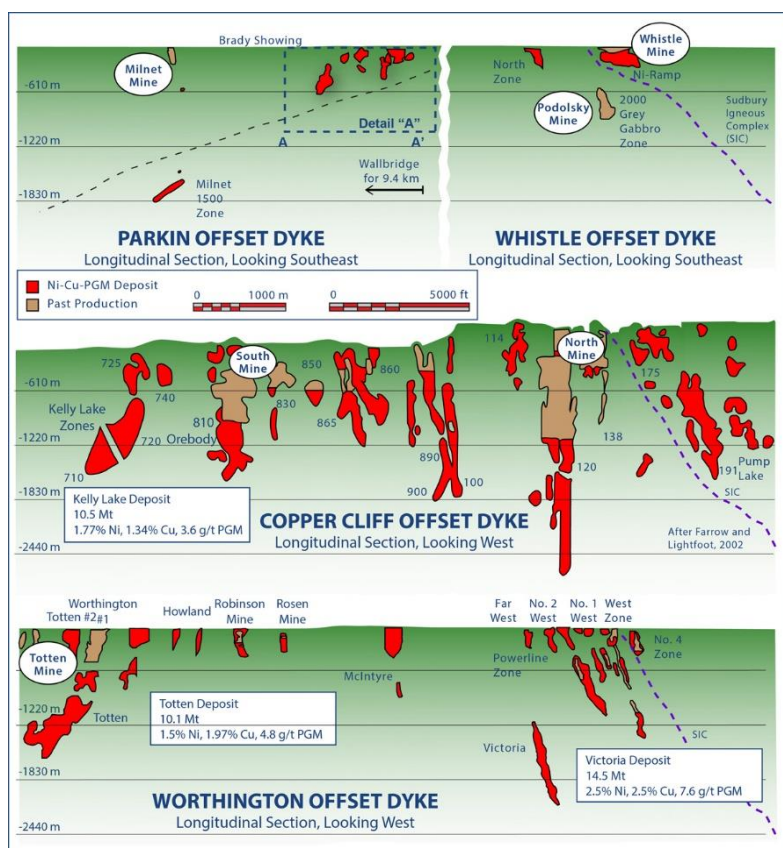 Brady Showing
Milnet
Mine
-610 m
-1220 m
-1830 m
Detail "A"
A
A'
Wallbridge
for 9.4 km
Milnet
1500
Zone
PARKIN OFFSET DYKE
Longitudinal Section, Looking Southeast
North
Zone
Whistle
Mine
Ni-Ramp
Podolsky
Mine
2000
Grey
Gabbro
Zone
Sudbury
Igneous
Complex
(SIC)
WHISTLE OFFSET DYKE
Longitudinal Section, Looking Southeast
Ni-Cu-PGM Deposit
Past Production
0
1000 m
0
5000 ft
725
740
South
Mine
850
830
860
865
114
North
Mine
175
-610 m
Kelly Lake
Zones
720
710
810
Orebody
-1220 m
890
900
100
138
120
191
Pump
Lake
SIC
-1830 m
-2440 m
Kelly Lake Deposit
10.5 Mt
1.77% Ni, 1.34% Cu, 3.6 g/t PGM
COPPER CLIFF OFFSET DYKE
Longitudinal Section, Looking West
After Farrow and
Lightfoot, 2002
Worthington
Totten #2
#1
Howland
Robinson
Mine
Rosen
Mine
Far
West
No. 2
West
No. 1
West
West
Zone
No. 4
Zone
Totten
Mine
McIntyre
Powerline
Zone
Totten
-1220 m
-1830 m
-2440 m
Totten Deposit
10.1 Mt
1.5% Ni, 1.97% Cu, 4.8 g/t PGM
Victoria
SIC
Victoria Deposit
14.5 Mt
2.5% Ni, 2.5% Cu, 7.6 g/t PGM
WORTHINGTON OFFSET DYKE
Longitudinal Section, Looking West